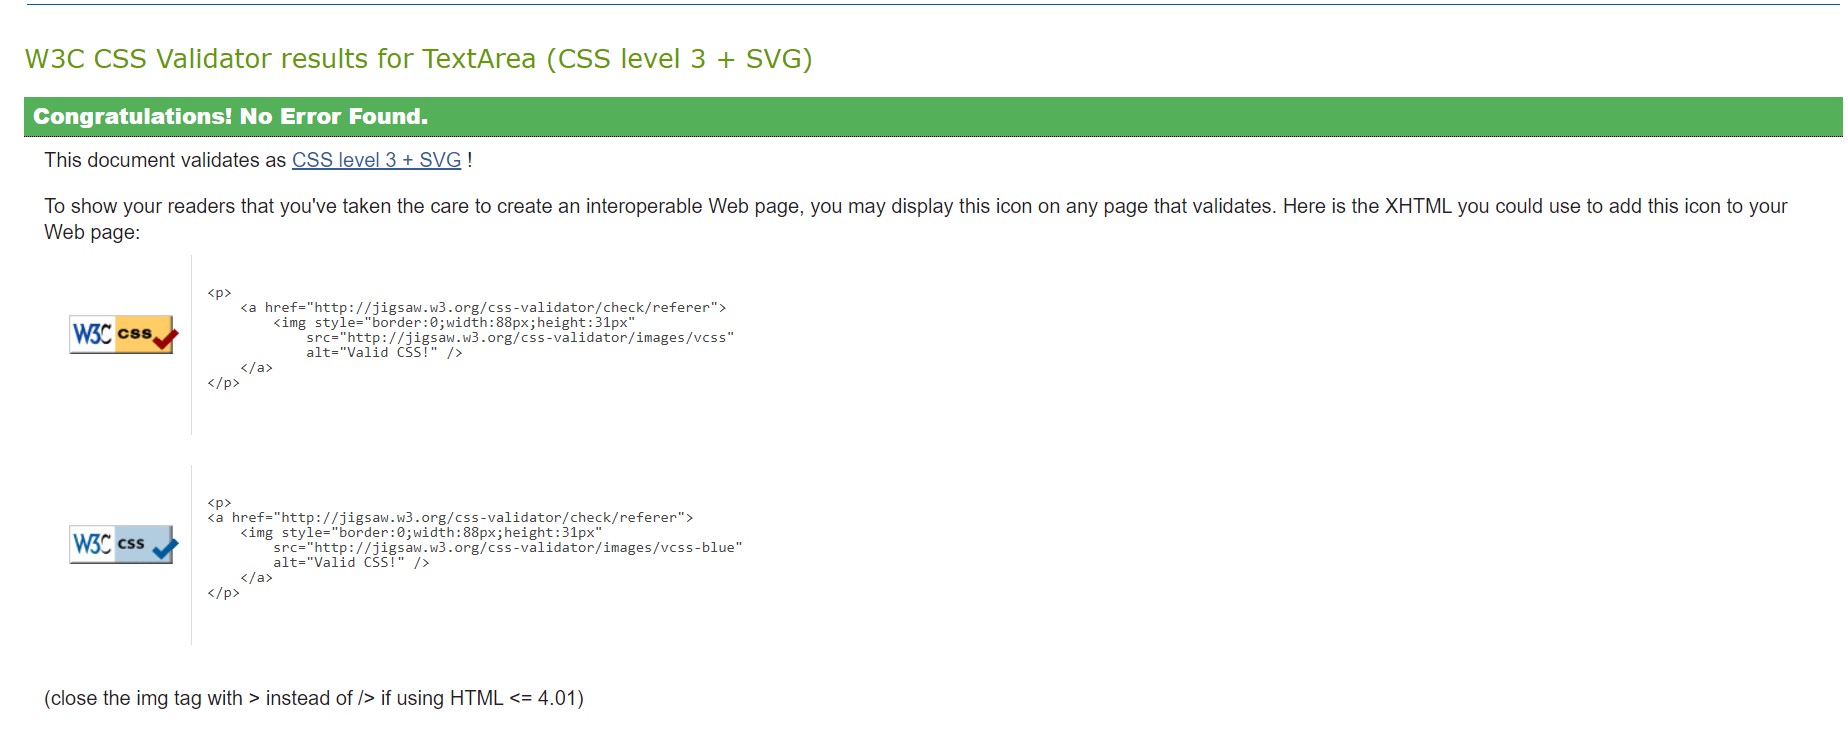 W3C CSS Validator results for TextArea (CSS level 3 + SVG)
Congratulations! No Error Found.
This document validates as CSS level 3 + SVG !
To show your readers that you've taken the care to create an interoperable Web page, you may display this icon on any page that validates. Here is the XHTML you could use to add this icon to your
Web page:
W3C css
<p>
    <a href="http://jigsaw.w3.org/css-validator/check/referer">
        <img style="border:0;width:88px;height:31px"
            src="http://jigsaw.w3.org/css-validator/images/vcss"
            alt="Valid CSS!" />
    </a>
</p>
W3C css
<p>
<a href="http://jigsaw.w3.org/css-validator/check/referer">
    <img style="border:0;width:88px;height:31px"
        src="http://jigsaw.w3.org/css-validator/images/vcss-blue"
        alt="Valid CSS!" />
    </a>
</p>
(close the img tag with > instead of /> if using HTML <= 4.01)